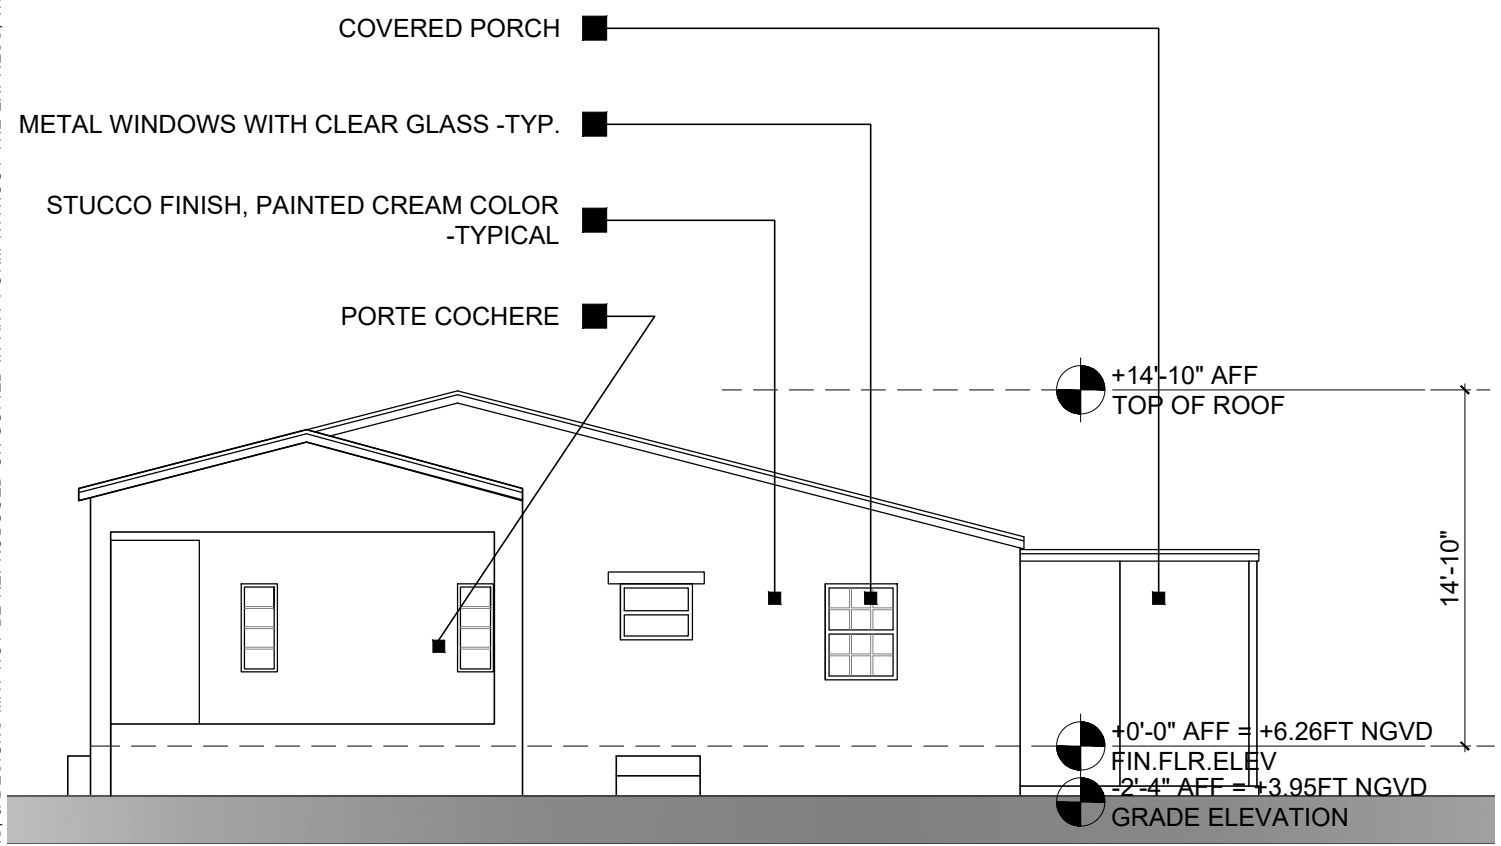 COVERED PORCH
METAL WINDOWS WITH CLEAR GLASS -TYP.
STUCCO FINISH, PAINTED CREAM COLOR
-TYPICAL
PORTE COCHERE
+14'-10" AFF
TOP OF ROOF
14'-10"
+0'-0" AFF = +6.26FT NGVD
FIN.FLR.ELEV
-2'-4" AFF = +3.95FT NGVD
GRADE ELEVATION